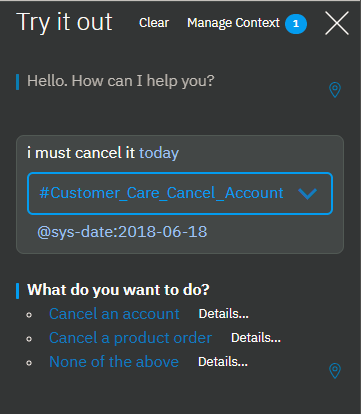 Try it out Clear Manage Context 1
Hello. How can I help you?
i must cancel it today
#Customer_Care_Cancel_Account
@sys-date:2018-06-18
What do you want to do?
Cancel an account Details...
Cancel a product order Details...
None of the above Details...